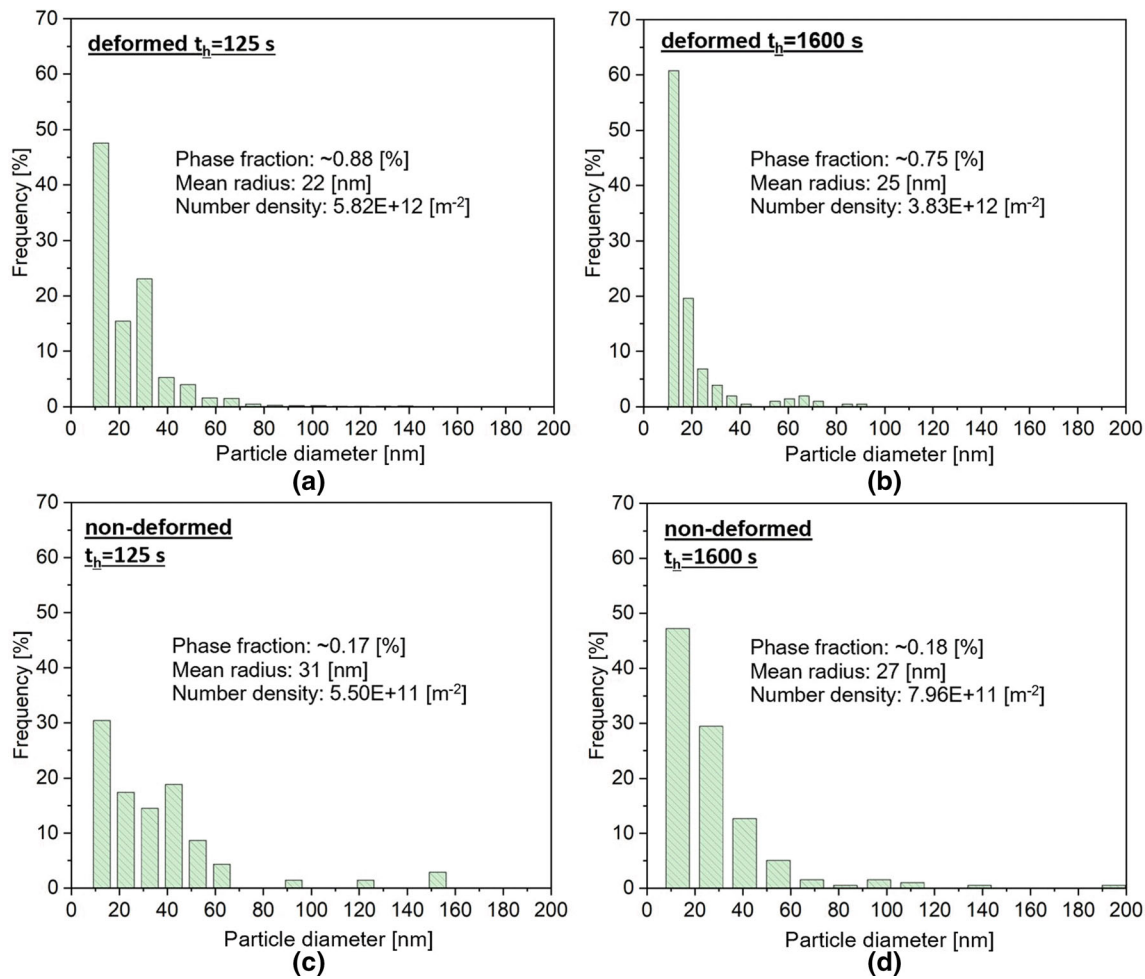 70
60
50
40
30
20
10
0
Frequency [%]
deformed tₕ=125 s
Phase fraction: ~0.88 [%]
Mean radius: 22 [nm]
Number density: 5.82E+12 [m⁻²]
0 20 40 60 80 100 120 140 160 180 200
Particle diameter [nm]
(a)
70
60
50
40
30
20
10
0
Frequency [%]
deformed tₕ=1600 s
Phase fraction: ~0.75 [%]
Mean radius: 25 [nm]
Number density: 3.83E+12 [m⁻²]
0 20 40 60 80 100 120 140 160 180 200
Particle diameter [nm]
(b)
70
60
50
40
30
20
10
0
Frequency [%]
non-deformed
tₕ=125 s
Phase fraction: ~0.17 [%]
Mean radius: 31 [nm]
Number density: 5.50E+11 [m⁻²]
0 20 40 60 80 100 120 140 160 180 200
Particle diameter [nm]
(c)
70
60
50
40
30
20
10
0
Frequency [%]
non-deformed
tₕ=1600 s
Phase fraction: ~0.18 [%]
Mean radius: 27 [nm]
Number density: 7.96E+11 [m⁻²]
0 20 40 60 80 100 120 140 160 180 200
Particle diameter [nm]
(d)